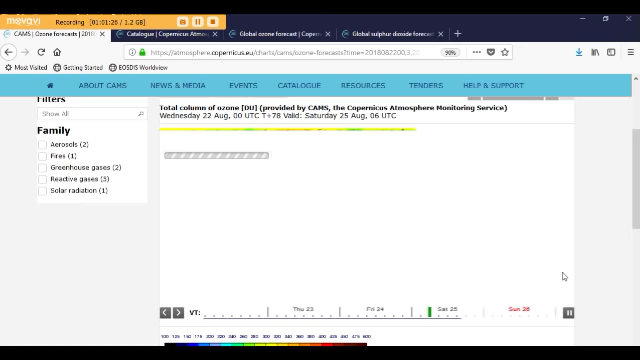 movavi Recording | 01:01:26 / 1.2 GB
Catalogue | Copernicus Atmosp
Global ozone forecast | Copern
Global sulphur dioxide forecast
https://atmosphere.copernicus.eu/charts/cams/ozone-forecasts?time=2018082200,3,20
90%
Most Visited Getting Started EOSDIS Worldview
ABOUT CAMS NEWS & MEDIA EVENTS CATALOGUE RESOURCES TENDERS HELP & SUPPORT
Filters
Show All
Family
Aerosols (2)
Fires (1)
Greenhouse gases (2)
Reactive gases (3)
Solar radiation (1)
Total column of ozone [DU] (provided by CAMS, the Copernicus Atmosphere Monitoring Service)
Wednesday 22 Aug, 00 UTC T+78 Valid: Saturday 25 Aug, 06 UTC
VT: Thu 23 Fri 24 Sat 25 Sun 26